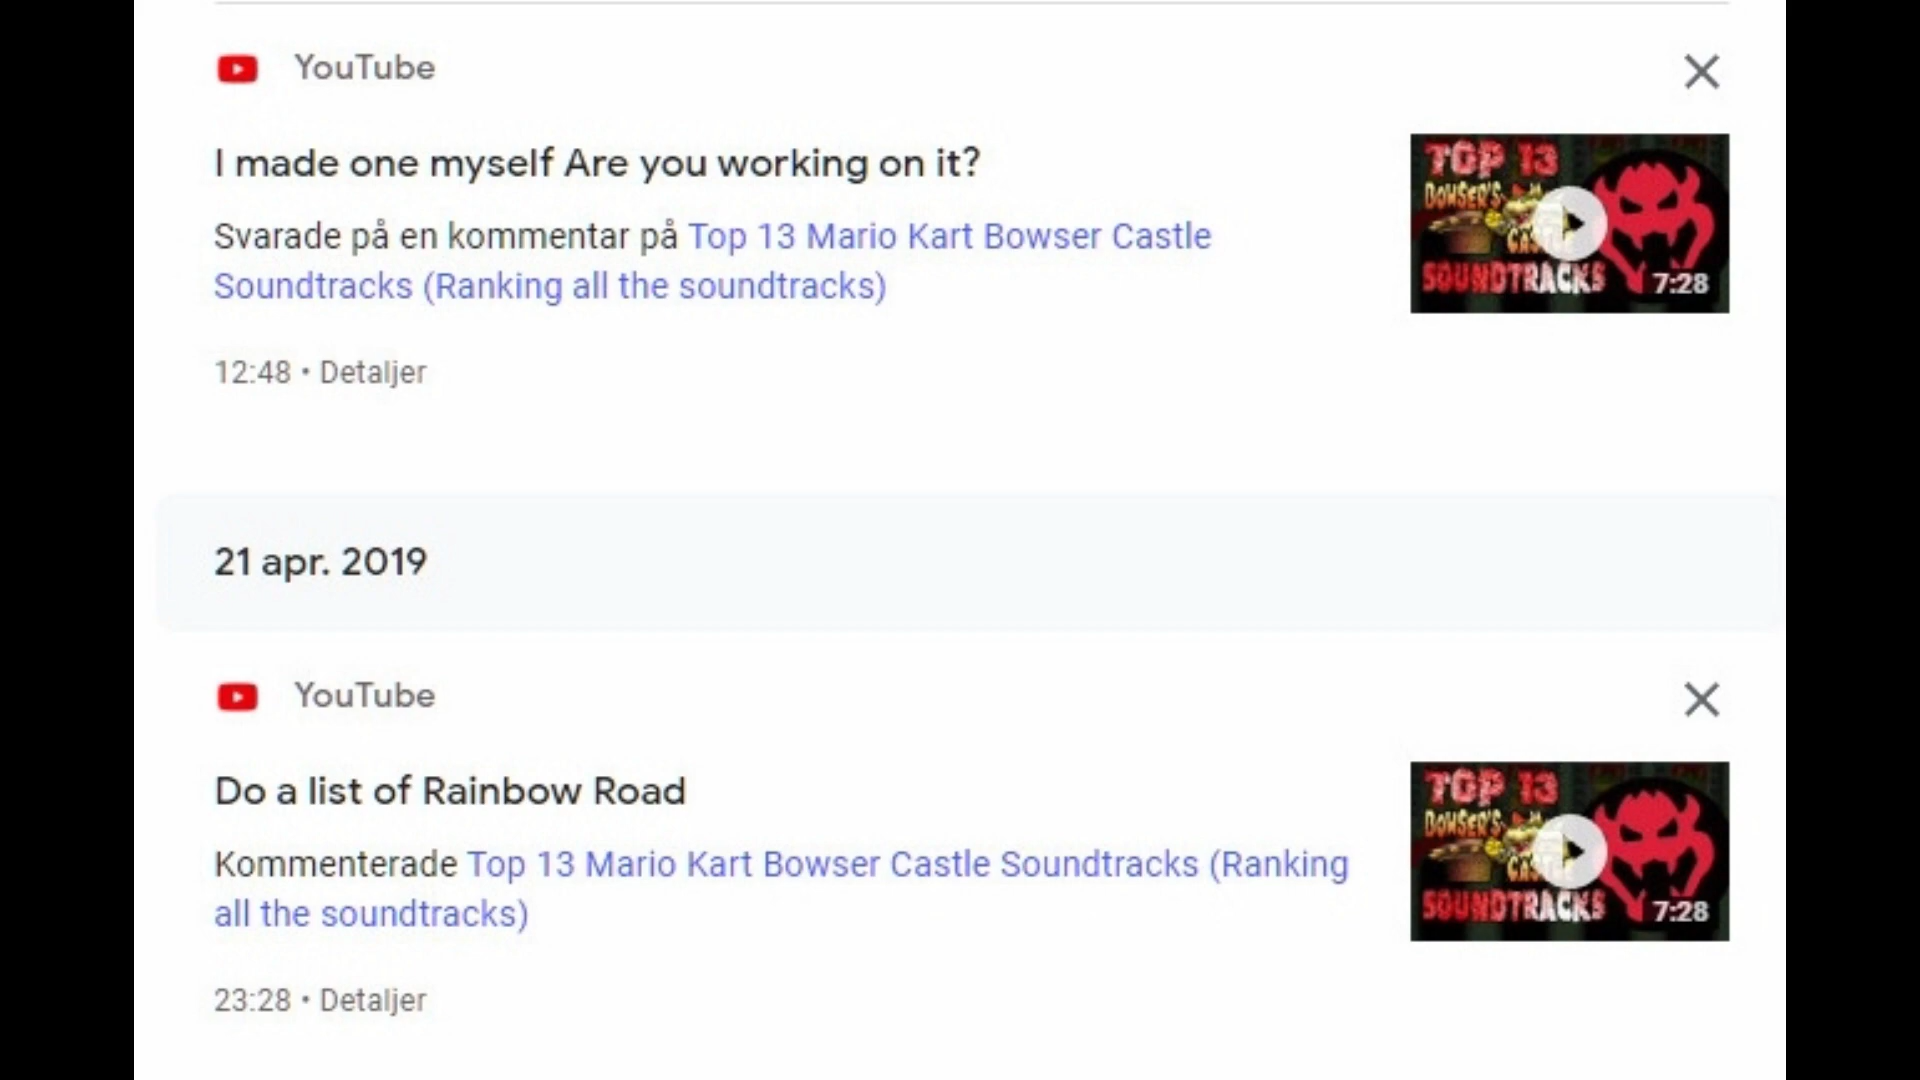 YouTube
I made one myself Are you working on it?
Svarade på en kommentar på Top 13 Mario Kart Bowser Castle
Soundtracks (Ranking all the soundtracks)
12:48 • Detaljer
TOP 13
BOWSER'S
CASTLE
SOUNDTRACKS
7:28
21 apr. 2019
YouTube
Do a list of Rainbow Road
Kommenterade Top 13 Mario Kart Bowser Castle Soundtracks (Ranking
all the soundtracks)
23:28 • Detaljer
TOP 13
BOWSER'S
CASTLE
SOUNDTRACKS
7:28